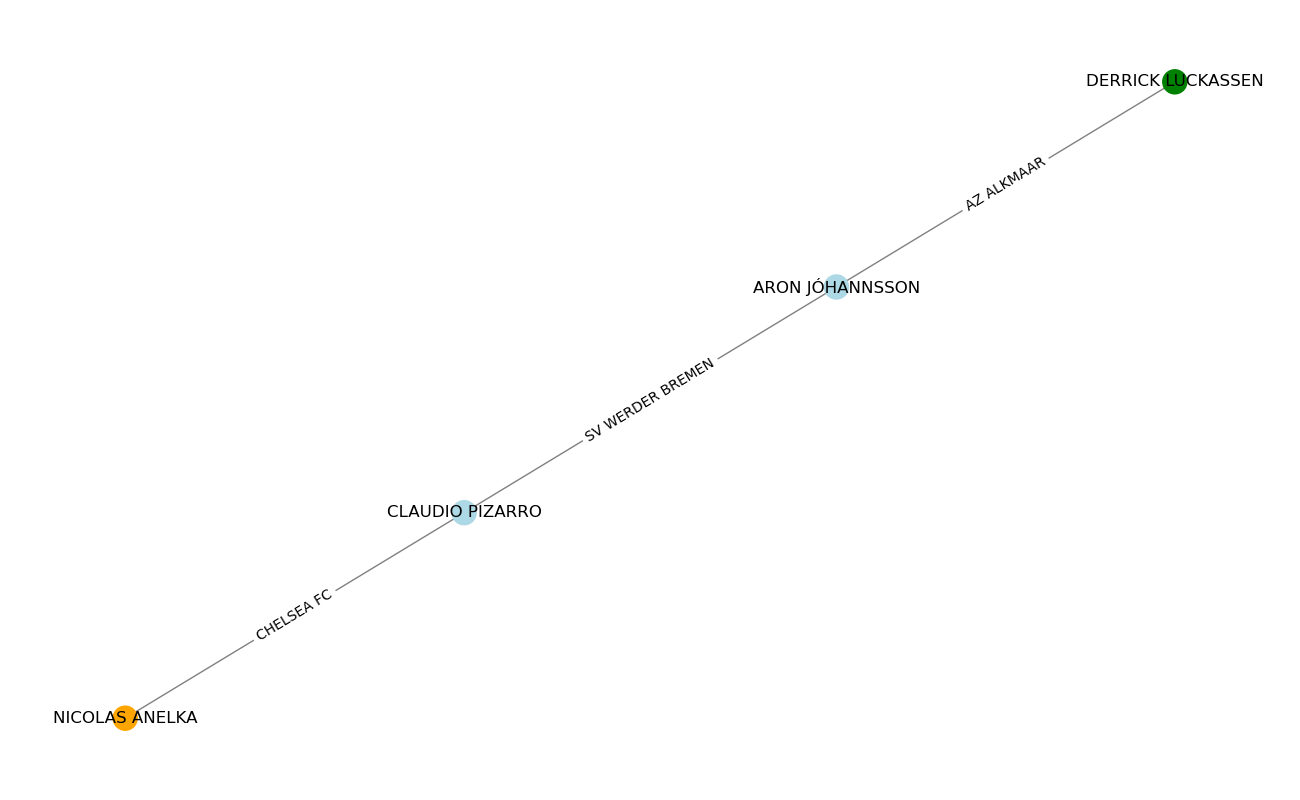 DERRICK LUCKASSEN
AZ ALKMAAR
ARON JÓHANNSSON
SV WERDER BREMEN
CLAUDIO PIZARRO
CHELSEA FC
NICOLAS ANELKA